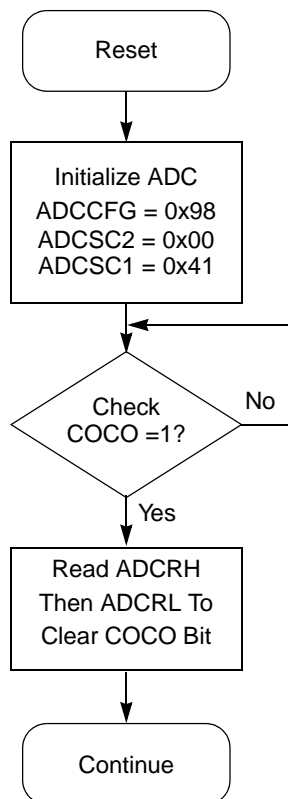 Reset
Initialize ADC
ADCCFG = 0x98
ADCSC2 = 0x00
ADCSC1 = 0x41
Check
COCO =1?
No
Yes
Read ADCRH
Then ADCRL To
Clear COCO Bit
Continue